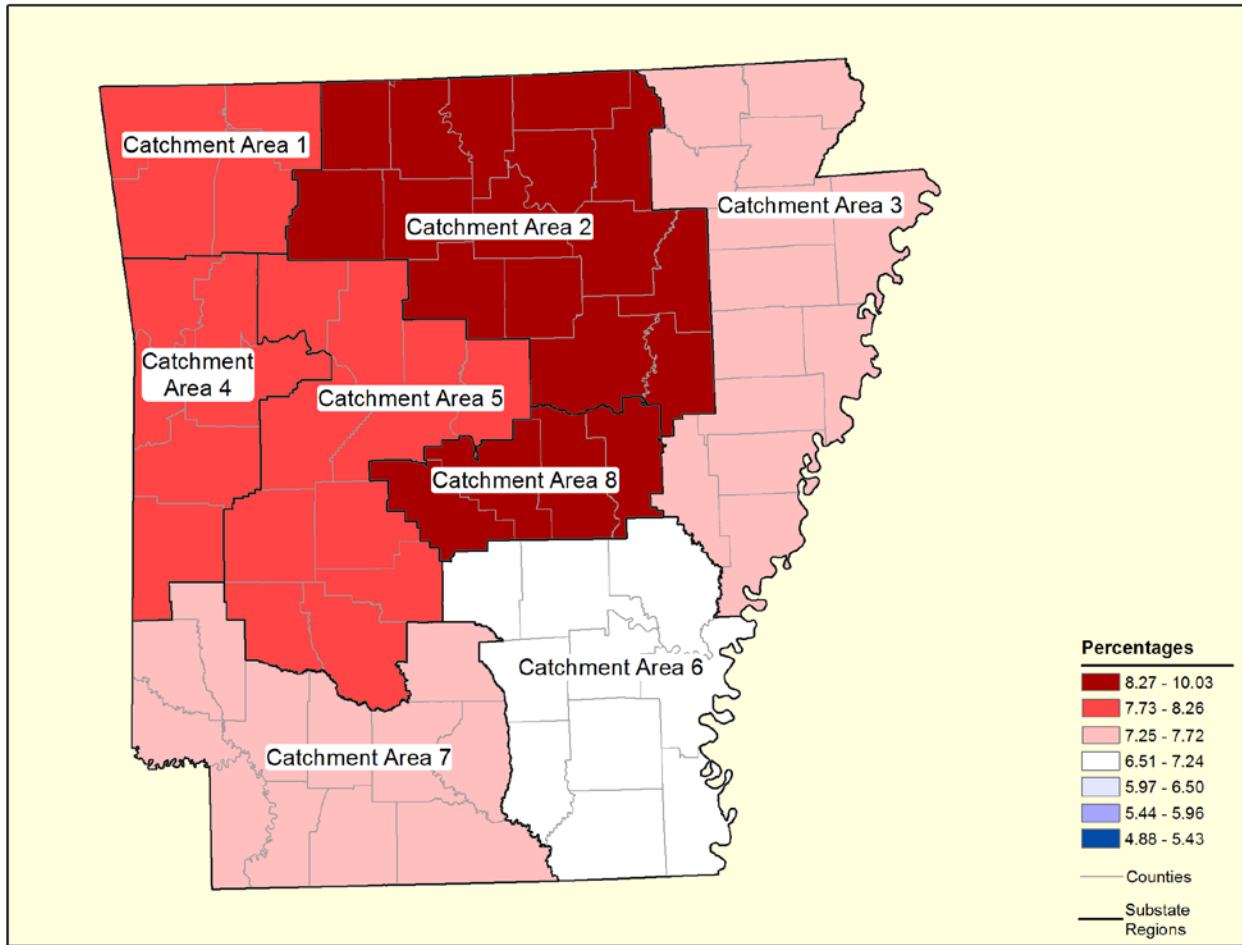 Catchment Area 1
Catchment Area 2
Catchment Area 3
Catchment
Area 4
Catchment Area 5
Catchment Area 8
Catchment Area 6
Catchment Area 7
Percentages
8.27 - 10.03
7.73 - 8.26
7.25 - 7.72
6.51 - 7.24
5.97 - 6.50
5.44 - 5.96
4.88 - 5.43
Counties
Substate
Regions